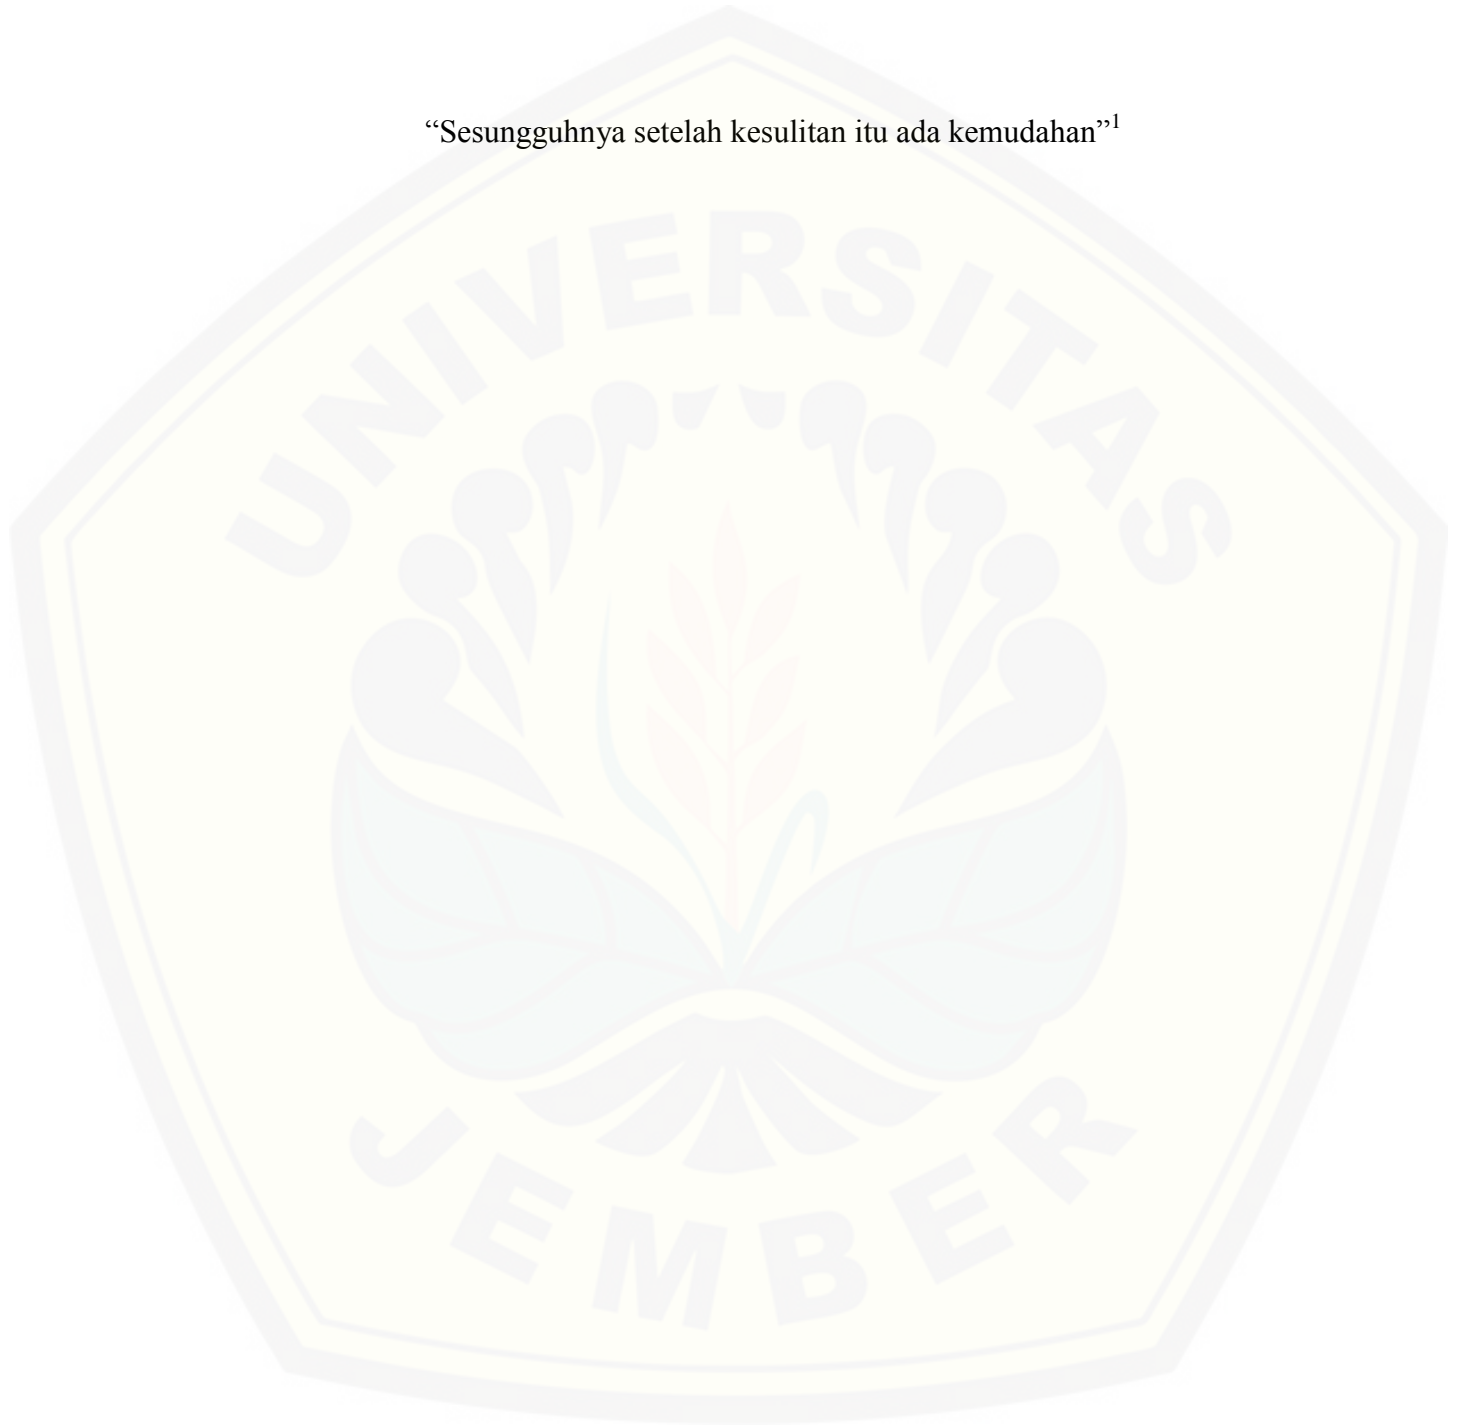 “Sesungguhnya setelah kesulitan itu ada kemudahan”¹
UNIVERSITAS
JEMBER